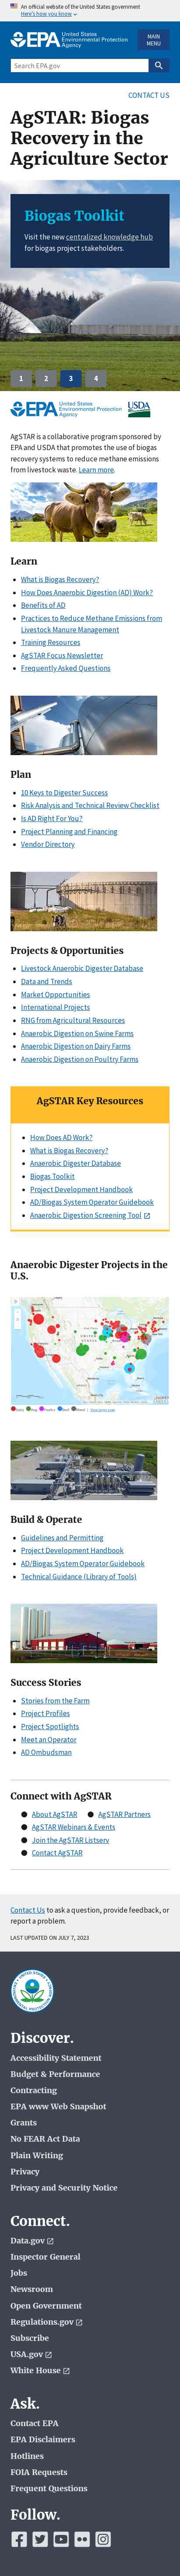 An official website of the United States government
Here's how you know
EPA United States
Environmental Protection
Agency
MAIN
MENU
Search EPA.gov
CONTACT US
AgSTAR: Biogas
Recovery in the
Agriculture Sector
Biogas Toolkit
Visit the new centralized knowledge hub
for biogas project stakeholders.
1 2 3 4
EPA United States
Environmental Protection
Agency
USDA
AgSTAR is a collaborative program sponsored by
EPA and USDA that promotes the use of biogas
recovery systems to reduce methane emissions
from livestock waste. Learn more.
Learn
What is Biogas Recovery?
How Does Anaerobic Digestion (AD) Work?
Benefits of AD
Practices to Reduce Methane Emissions from
Livestock Manure Management
Training Resources
AgSTAR Focus Newsletter
Frequently Asked Questions
Plan
10 Keys to Digester Success
Risk Analysis and Technical Review Checklist
Is AD Right For You?
Project Planning and Financing
Vendor Directory
Projects & Opportunities
Livestock Anaerobic Digester Database
Data and Trends
Market Opportunities
International Projects
RNG from Agricultural Resources
Anaerobic Digestion on Swine Farms
Anaerobic Digestion on Dairy Farms
Anaerobic Digestion on Poultry Farms
AgSTAR Key Resources
How Does AD Work?
What is Biogas Recovery?
Anaerobic Digester Database
Biogas Toolkit
Project Development Handbook
AD/Biogas System Operator Guidebook
Anaerobic Digestion Screening Tool
Anaerobic Digester Projects in the
U.S.
UNITED
STATES
Build & Operate
Guidelines and Permitting
Project Development Handbook
AD/Biogas System Operator Guidebook
Technical Guidance (Library of Tools)
Success Stories
Stories from the Farm
Project Profiles
Project Spotlights
Meet an Operator
AD Ombudsman
Connect with AgSTAR
About AgSTAR
AgSTAR Partners
AgSTAR Webinars & Events
Join the AgSTAR Listserv
Contact AgSTAR
Contact Us to ask a question, provide feedback, or
report a problem.
LAST UPDATED ON JULY 7, 2023
Discover.
Accessibility Statement
Budget & Performance
Contracting
EPA www Web Snapshot
Grants
No FEAR Act Data
Plain Writing
Privacy
Privacy and Security Notice
Connect.
Data.gov
Inspector General
Jobs
Newsroom
Open Government
Regulations.gov
Subscribe
USA.gov
White House
Ask.
Contact EPA
EPA Disclaimers
Hotlines
FOIA Requests
Frequent Questions
Follow.